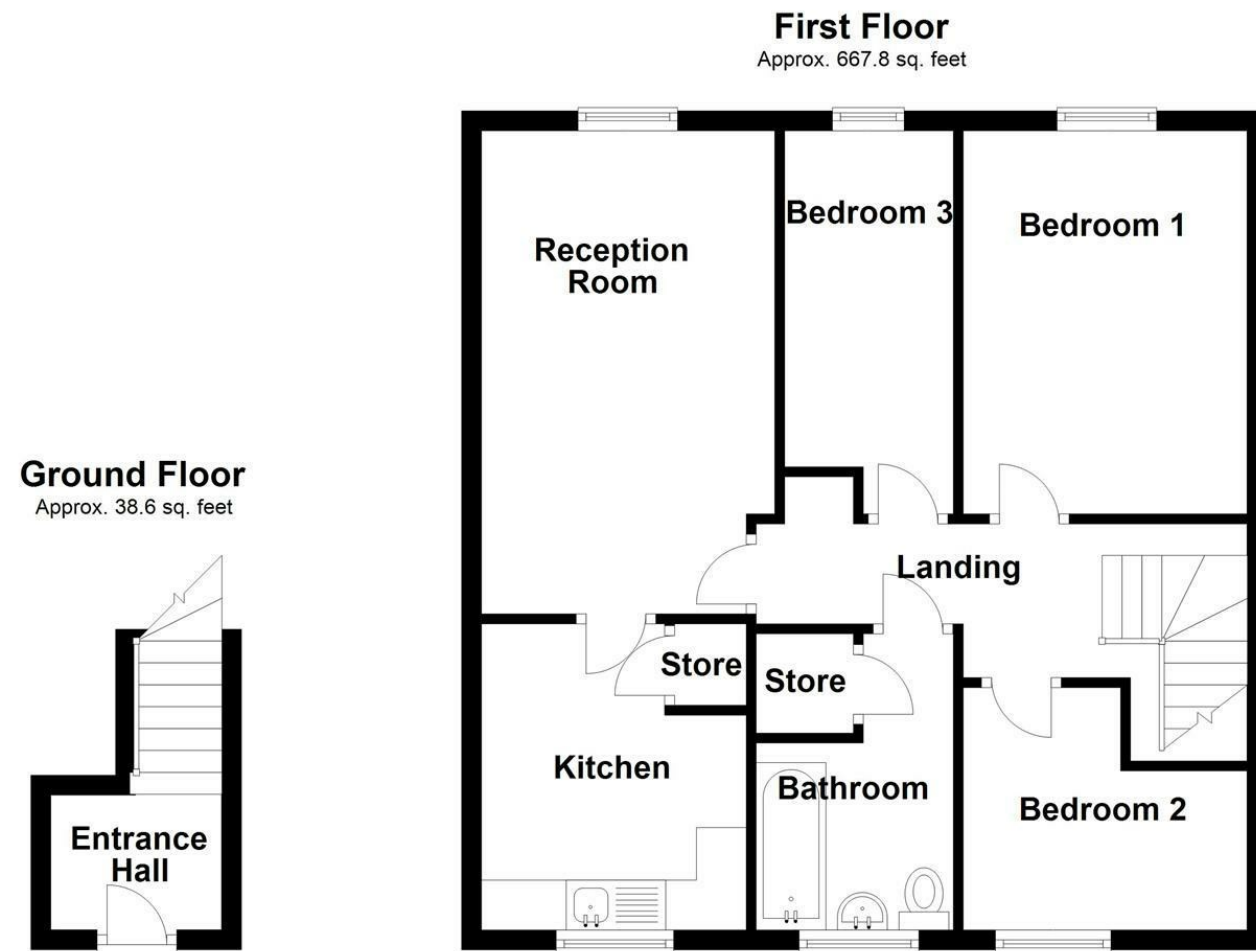 First Floor
Approx. 667.8 sq. feet
Bedroom 3
Bedroom 1
Reception
Room
Ground Floor
Approx. 38.6 sq. feet
Landing
Store
Store
Kitchen
Bathroom
Bedroom 2
Entrance
Hall